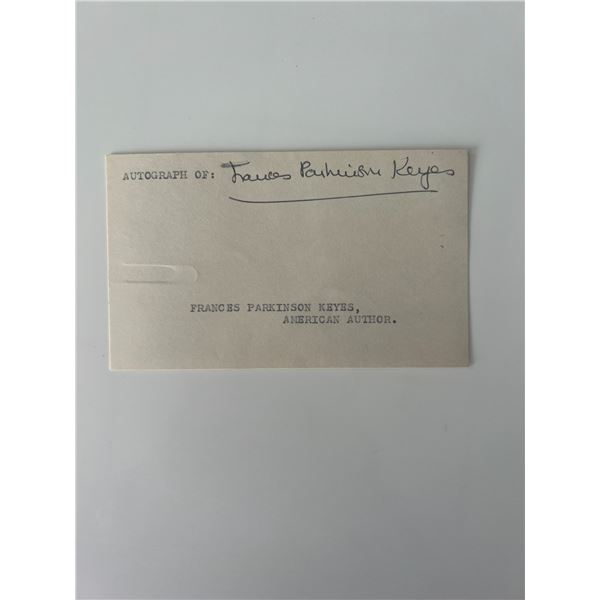 AUTOGRAPH OF: Frances Parkinson Keyes
FRANCES PARKINSON KEYES,
AMERICAN AUTHOR.